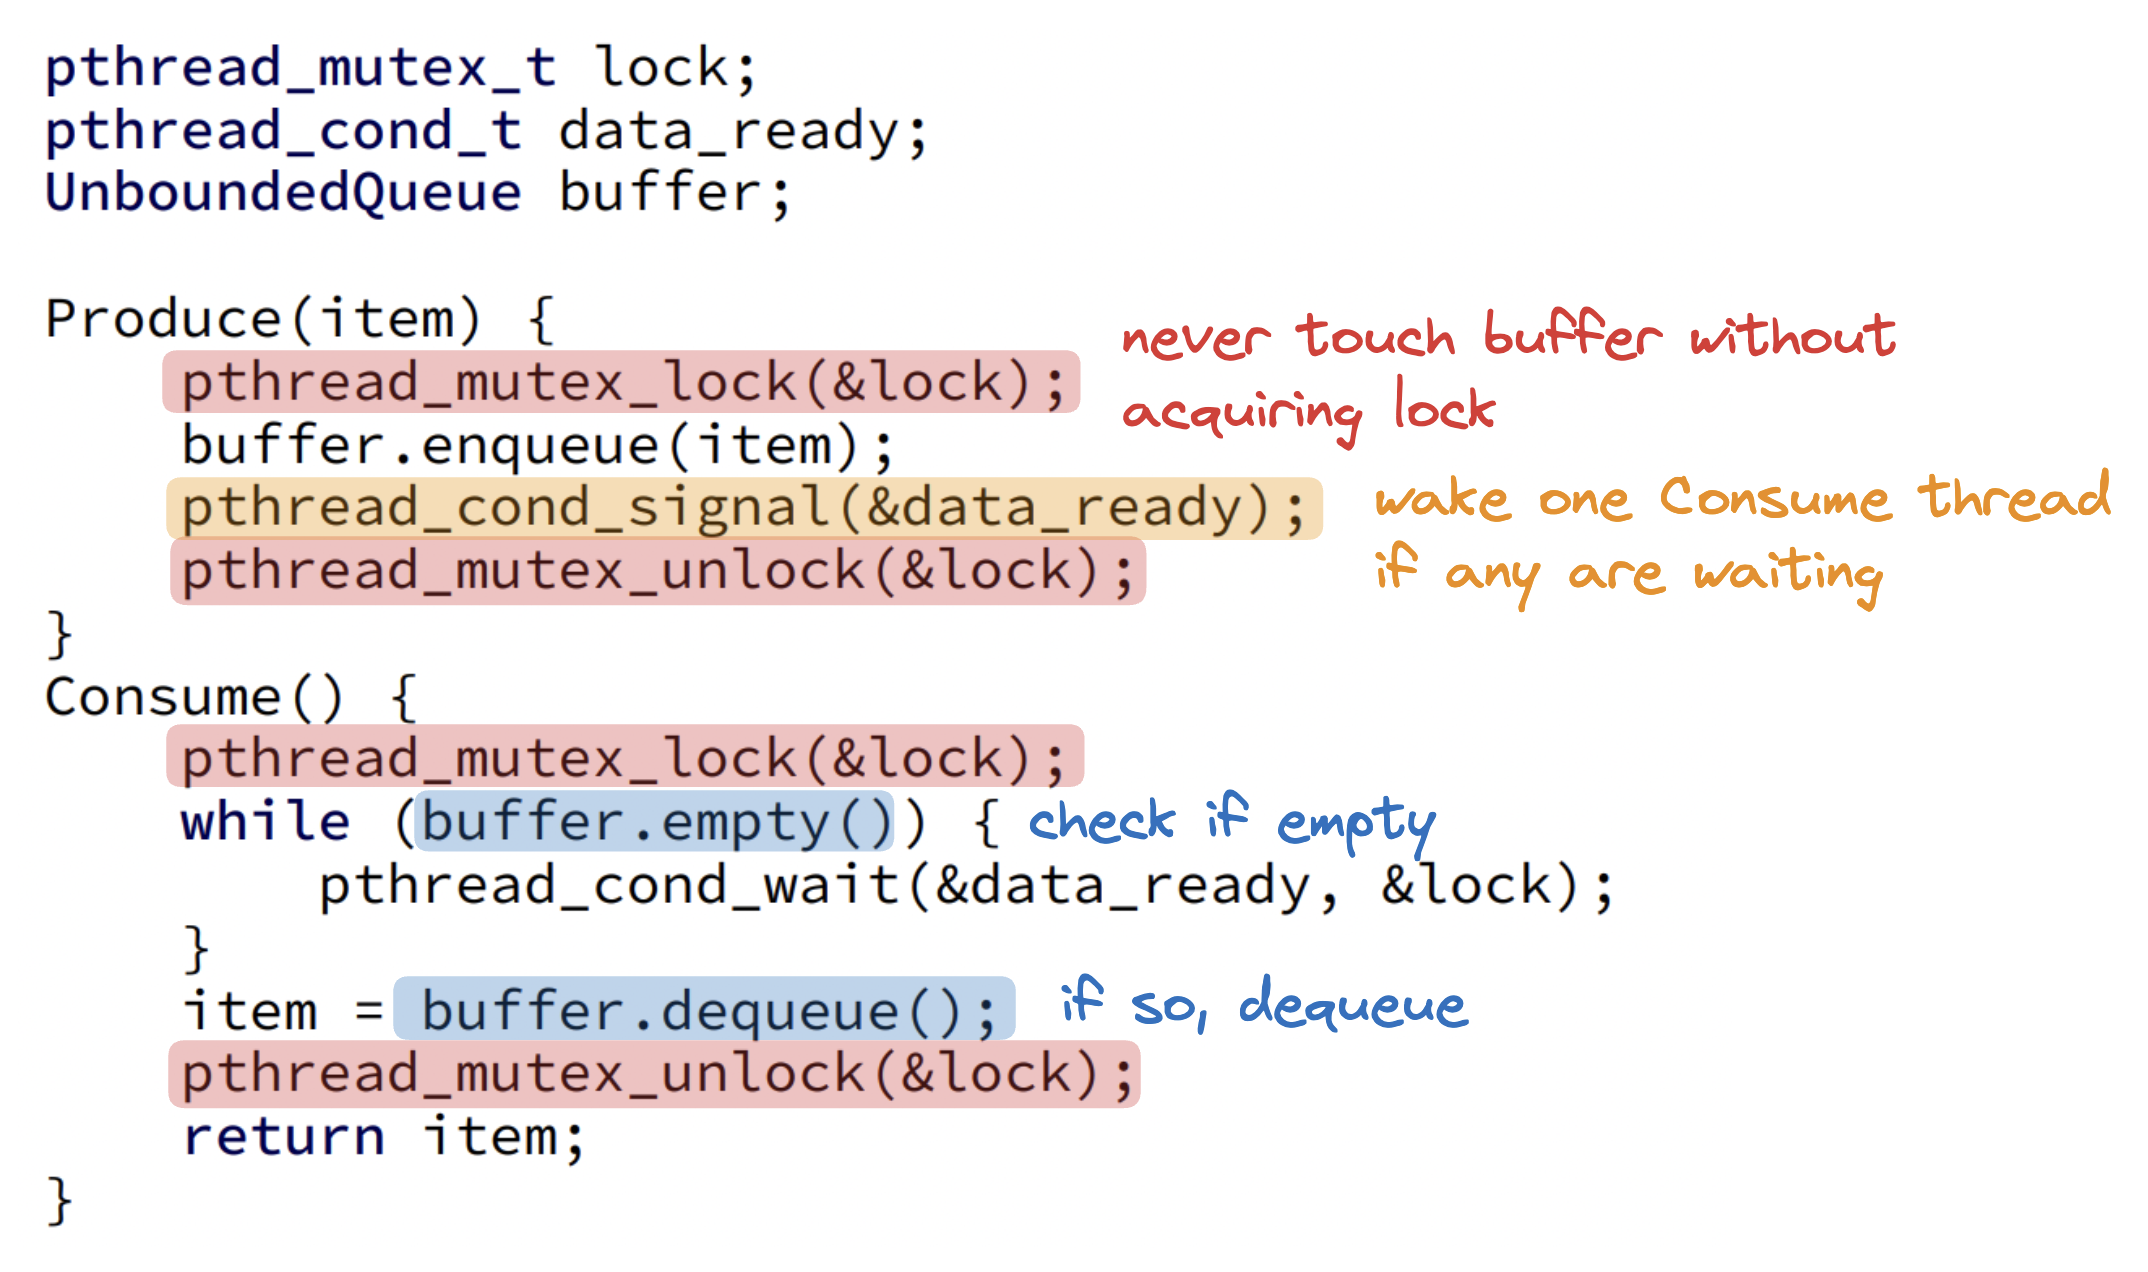 pthread_mutex_t lock;
pthread_cond_t data_ready;
UnboundedQueue buffer;
Produce(item) {
never touch buffer without
pthread_mutex_lock(&lock);
acquiring lock
buffer.enqueue(item);
pthread_cond_signal(&data_ready);
wake one Consume thread
pthread_mutex_unlock(&lock);
if any are waiting
}
Consume() {
pthread_mutex_lock(&lock);
while (buffer.empty()) { check if empty
pthread_cond_wait(&data_ready, &lock);
}
item = buffer.dequeue(); if so, dequeue
pthread_mutex_unlock(&lock);
return item;
}